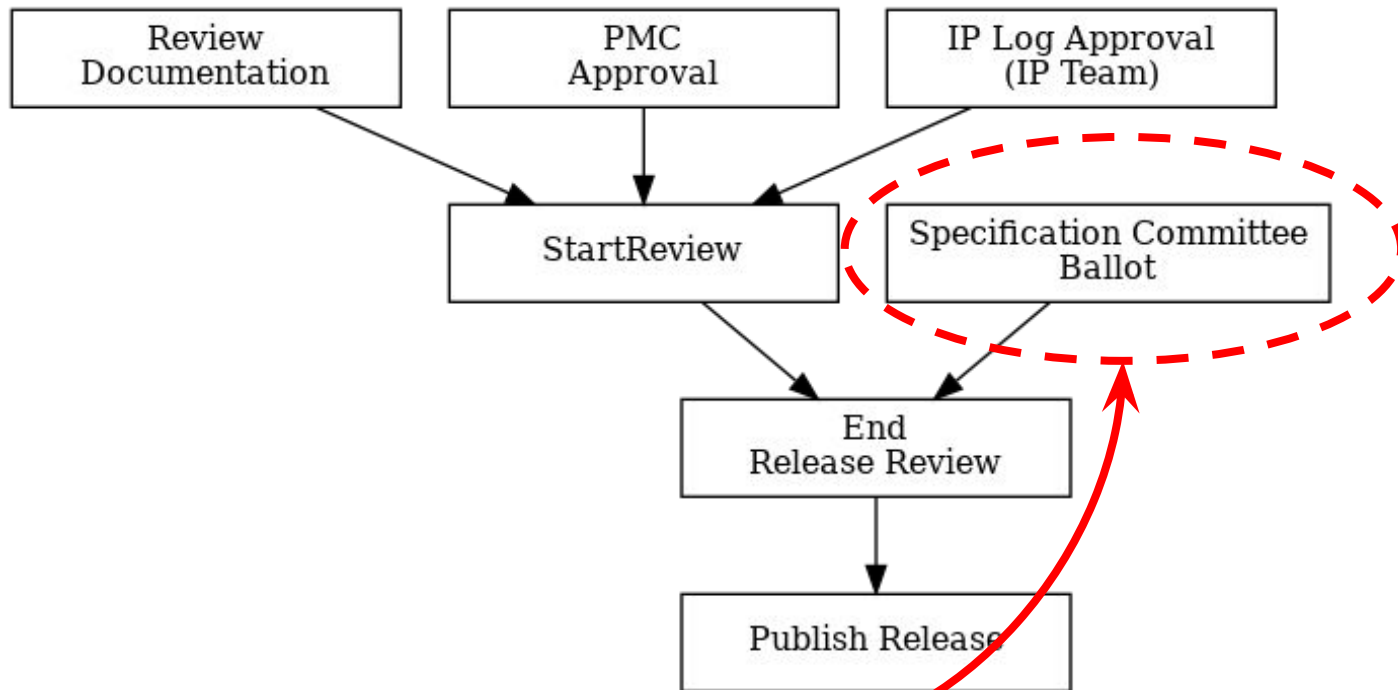 Review
Documentation
PMC
Approval
IP Log Approval
(IP Team)
StartReview
Specification Committee
Ballot
End
Release Review
Publish Release